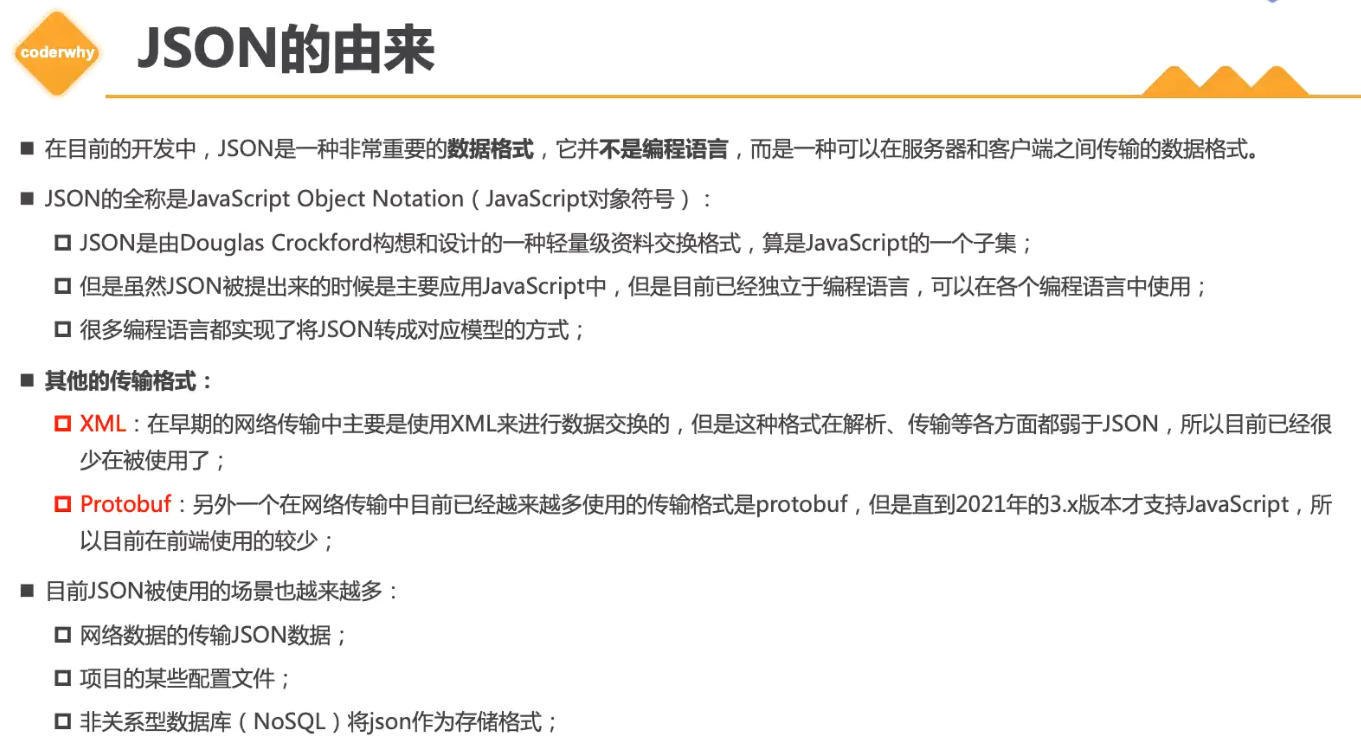 coderwhy
JSON的由来
在目前的开发中，JSON是一种非常重要的数据格式，它并不是编程语言，而是一种可以在服务器和客户端之间传输的数据格式。
JSON的全称是JavaScript Object Notation（JavaScript对象符号）：
JSON是由Douglas Crockford构想和设计的一种轻量级资料交换格式，算是JavaScript的一个子集；
但是虽然JSON被提出来的时候是主要应用JavaScript中，但是目前已经独立于编程语言，可以在各个编程语言中使用；
很多编程语言都实现了将JSON转成对应模型的方式；
其他的传输格式：
XML：在早期的网络传输中主要是使用XML来进行数据交换的，但是这种格式在解析、传输等各方面都弱于JSON，所以目前已经很
少在被使用了；
Protobuf：另外一个在网络传输中目前已经越来越多使用的传输格式是protobuf，但是直到2021年的3.x版本才支持JavaScript，所
以目前在前端使用的较少；
目前JSON被使用的场景也越来越多：
网络数据的传输JSON数据；
项目的某些配置文件；
非关系型数据库（NoSQL）将json作为存储格式；